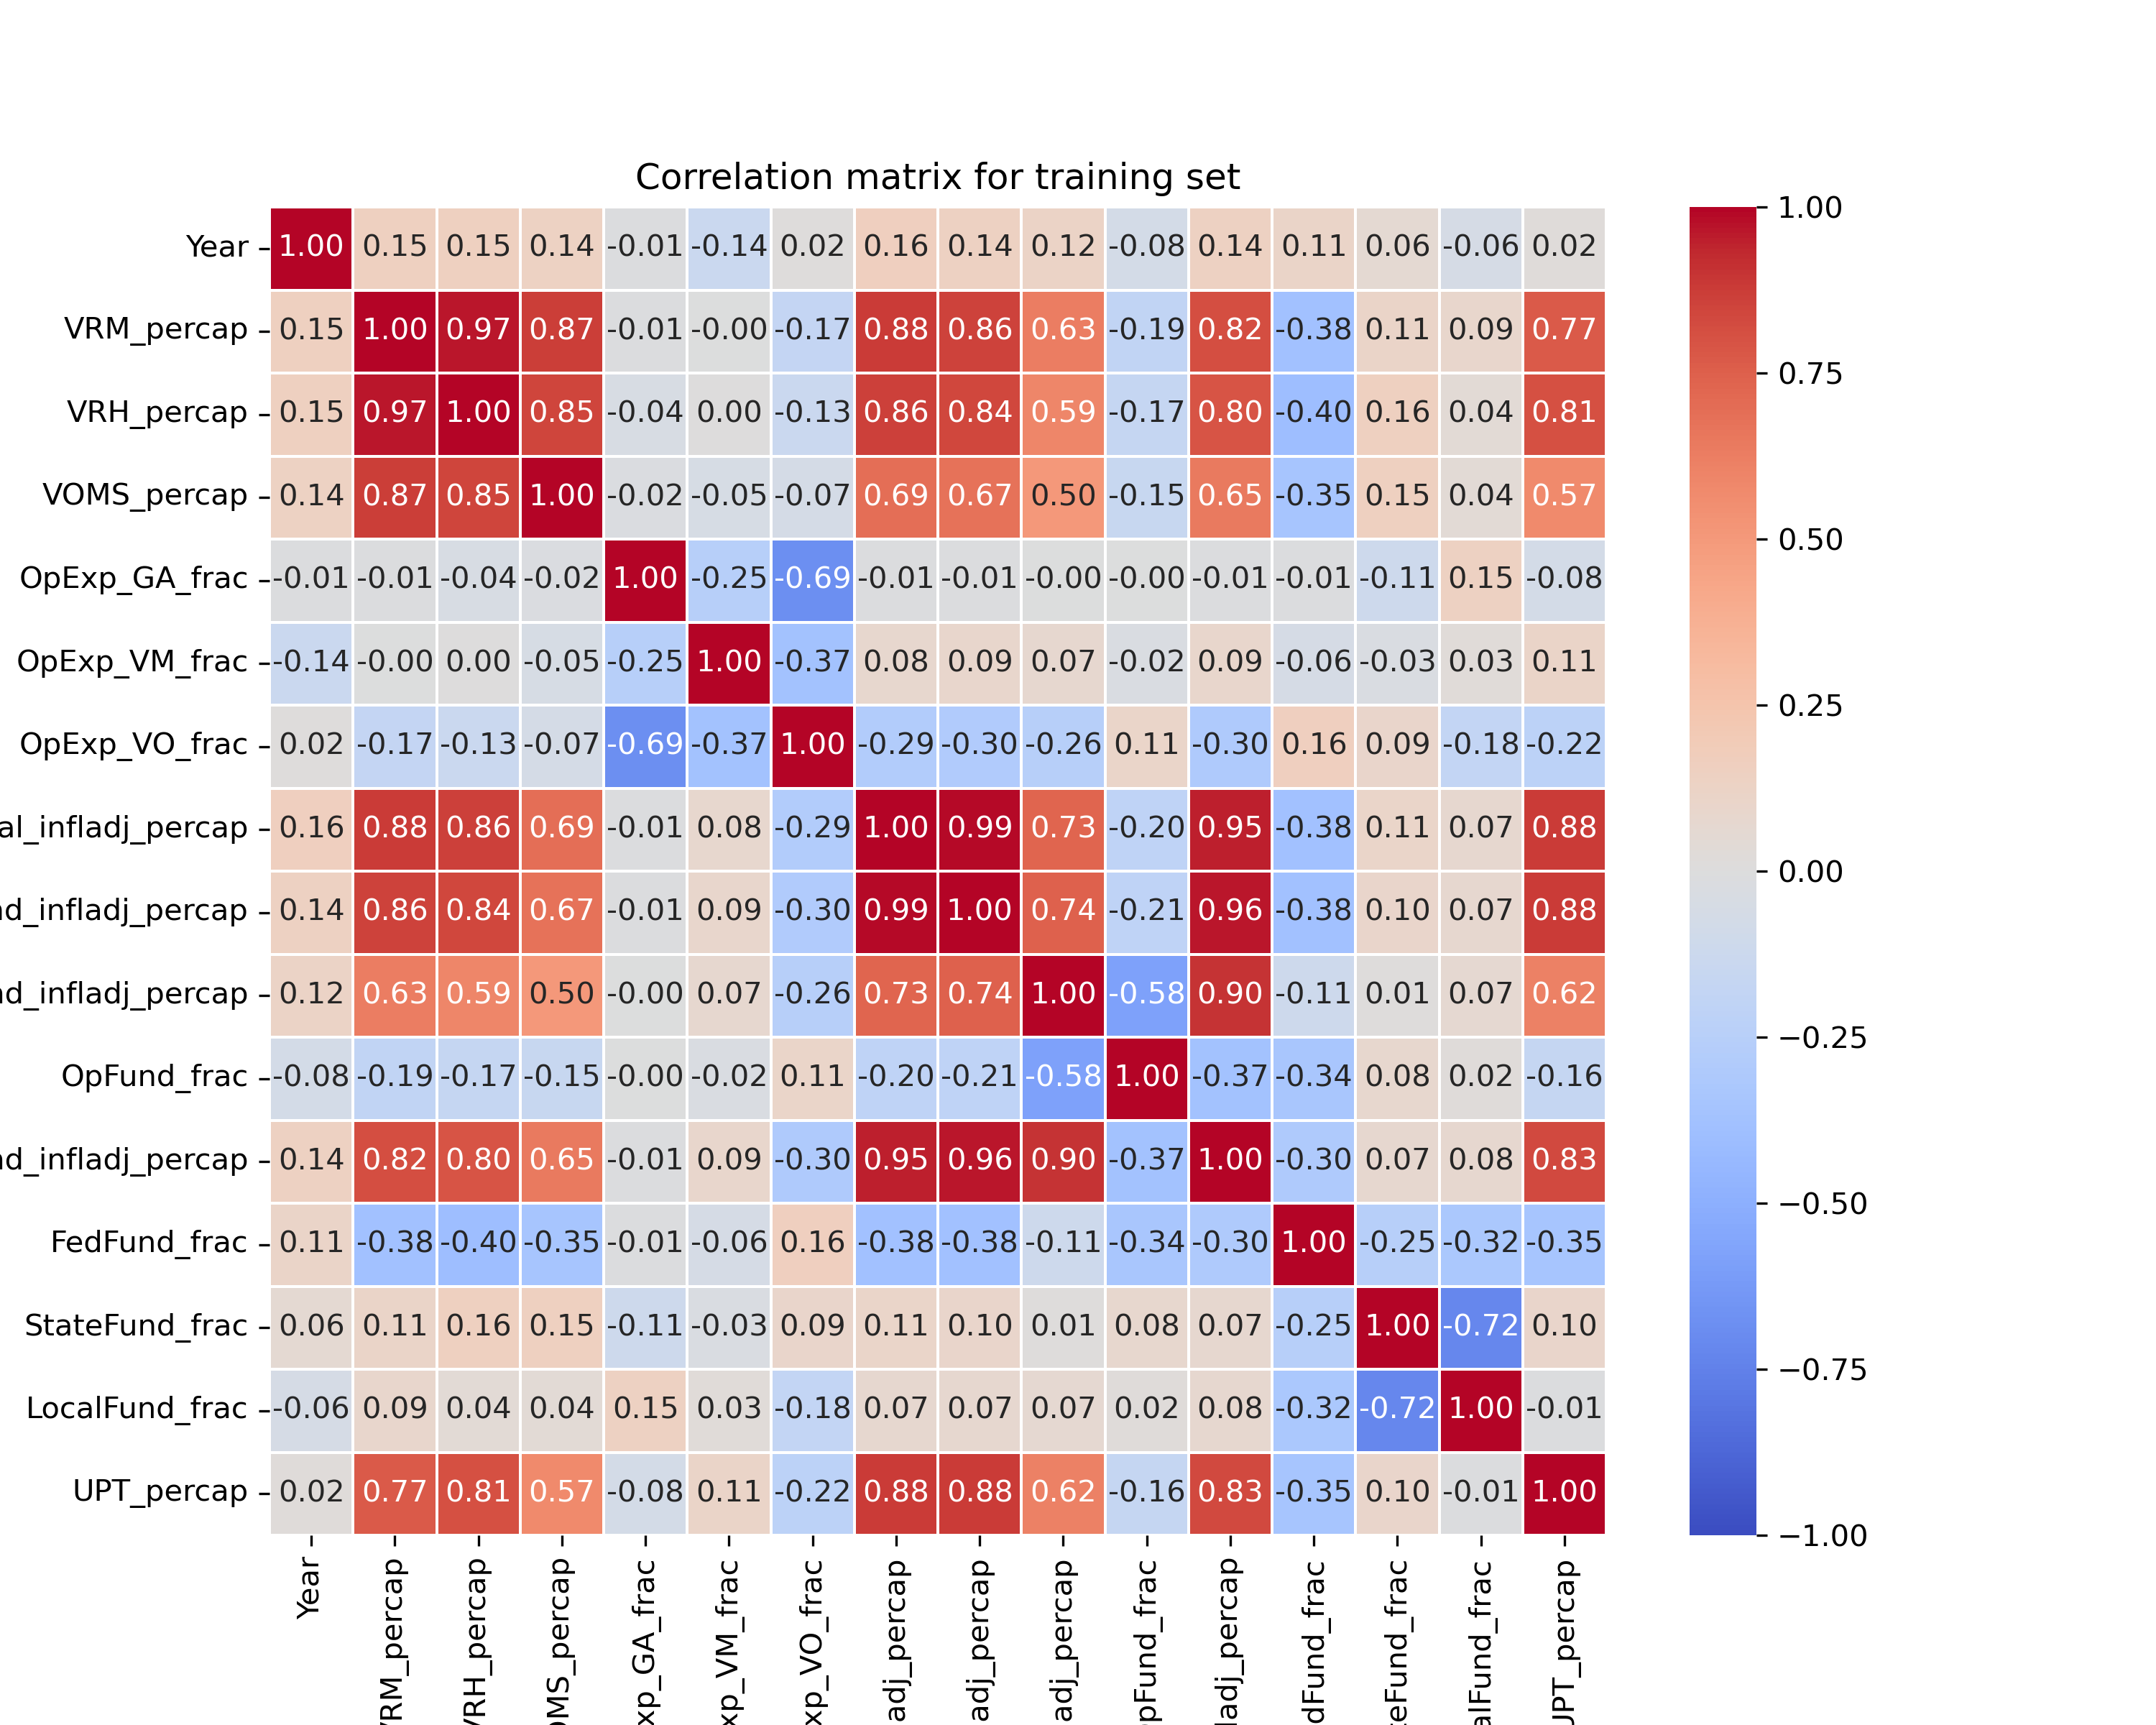 Correlation matrix for training set
Year 1.00 0.15 0.15 0.14 -0.01 -0.14 0.02 0.16 0.14 0.12 -0.08 0.14 0.11 0.06 -0.06 0.02
VRM_percap 0.15 1.00 0.97 0.87 -0.01 -0.00 -0.17 0.88 0.86 0.63 -0.19 0.82 -0.38 0.11 0.09 0.77
VRH_percap 0.15 0.97 1.00 0.85 -0.04 0.00 -0.13 0.86 0.84 0.59 -0.17 0.80 -0.40 0.16 0.04 0.81
VOMS_percap 0.14 0.87 0.85 1.00 -0.02 -0.05 -0.07 0.69 0.67 0.50 -0.15 0.65 -0.35 0.15 0.04 0.57
OpExp_GA_frac -0.01 -0.01 -0.04 -0.02 1.00 -0.25 -0.69 -0.01 -0.01 -0.00 -0.00 -0.01 -0.01 -0.11 0.15 -0.08
OpExp_VM_frac -0.14 -0.00 0.00 -0.05 -0.25 1.00 -0.37 0.08 0.09 0.07 -0.02 0.09 -0.06 -0.03 0.03 0.11
OpExp_VO_frac 0.02 -0.17 -0.13 -0.07 -0.69 -0.37 1.00 -0.29 -0.30 -0.26 0.11 -0.30 0.16 0.09 -0.18 -0.22
al_infladj_percap 0.16 0.88 0.86 0.69 -0.01 0.08 -0.29 1.00 0.99 0.73 -0.20 0.95 -0.38 0.11 0.07 0.88
nd_infladj_percap 0.14 0.86 0.84 0.67 -0.01 0.09 -0.30 0.99 1.00 0.74 -0.21 0.96 -0.38 0.10 0.07 0.88
nd_infladj_percap 0.12 0.63 0.59 0.50 -0.00 0.07 -0.26 0.73 0.74 1.00 -0.58 0.90 -0.11 0.01 0.07 0.62
OpFund_frac -0.08 -0.19 -0.17 -0.15 -0.00 -0.02 0.11 -0.20 -0.21 -0.58 1.00 -0.37 -0.34 0.08 0.02 -0.16
nd_infladj_percap 0.14 0.82 0.80 0.65 -0.01 0.09 -0.30 0.95 0.96 0.90 -0.37 1.00 -0.30 0.07 0.08 0.83
FedFund_frac 0.11 -0.38 -0.40 -0.35 -0.01 -0.06 0.16 -0.38 -0.38 -0.11 -0.34 -0.30 1.00 -0.25 -0.32 -0.35
StateFund_frac 0.06 0.11 0.16 0.15 -0.11 -0.03 0.09 0.11 0.10 0.01 0.08 0.07 -0.25 1.00 -0.72 0.10
LocalFund_frac -0.06 0.09 0.04 0.04 0.15 0.03 -0.18 0.07 0.07 0.07 0.02 0.08 -0.32 -0.72 1.00 -0.01
UPT_percap 0.02 0.77 0.81 0.57 -0.08 0.11 -0.22 0.88 0.88 0.62 -0.16 0.83 -0.35 0.10 -0.01 1.00
Year
VRM_percap
VRH_percap
OMS_percap
xp_GA_frac
xp_VM_frac
xp_VO_frac
adj_percap
adj_percap
adj_percap
OpFund_frac
ladj_percap
dFund_frac
eFund_frac
alFund_frac
UPT_percap
1.00
0.75
0.50
0.25
0.00
−0.25
−0.50
−0.75
−1.00